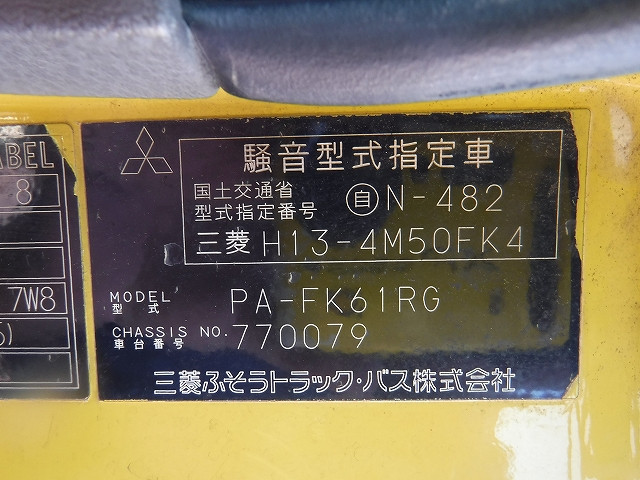 ABEL
8
7W8
騒音型式指定車
国土交通省
型式指定番号 自N-482
三菱 H13-4M50FK4
MODEL
型式 PA-FK61RG
CHASSIS NO.
車台番号 770079
三菱ふそうトラック・バス株式会社